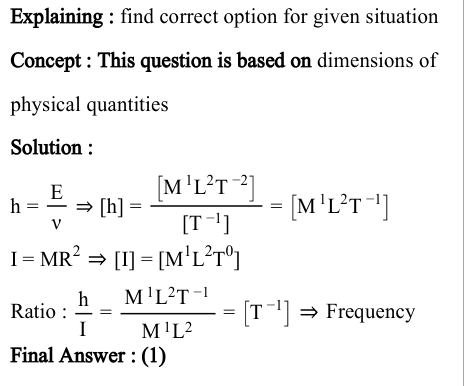 Explaining : find correct option for given situation
Concept : This question is based on dimensions of
physical quantities
Solution :
h = E/ν ⇒ [h] = [M¹L²T⁻²]/[T⁻¹] = [M¹L²T⁻¹]
I = MR² ⇒ [I] = [M¹L²T⁰]
Ratio : h/I = M¹L²T⁻¹/M¹L² = [T⁻¹] ⇒ Frequency
Final Answer : (1)